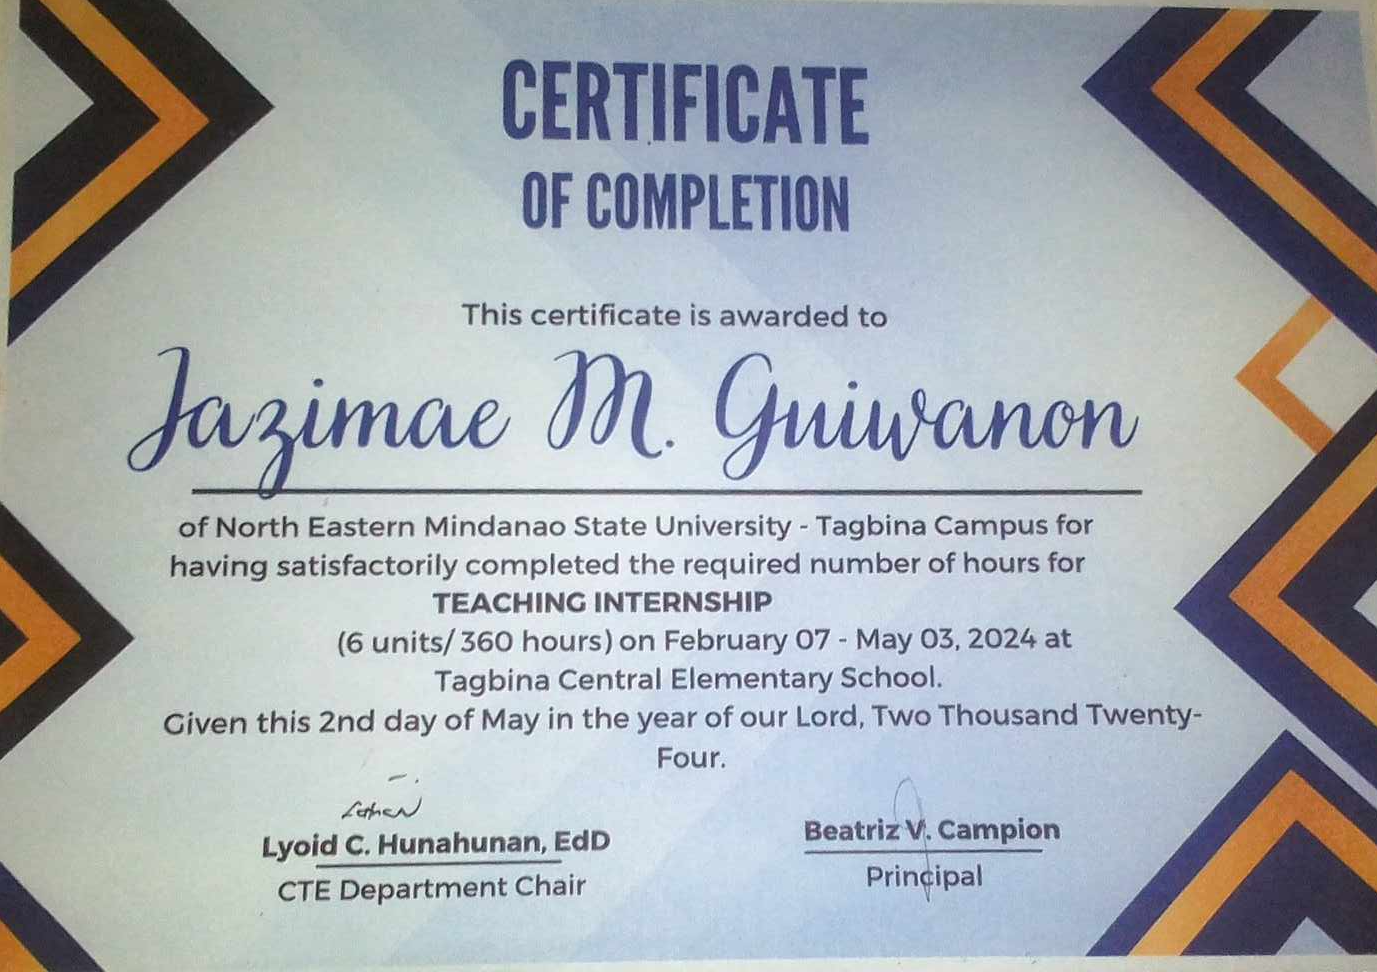 CERTIFICATE
OF COMPLETION
This certificate is awarded to
Jazimae M. Guiwanon
of North Eastern Mindanao State University - Tagbina Campus for
having satisfactorily completed the required number of hours for
TEACHING INTERNSHIP
(6 units/ 360 hours) on February 07 - May 03, 2024 at
Tagbina Central Elementary School.
Given this 2nd day of May in the year of our Lord, Two Thousand Twenty-
Four.
Lyoid C. Hunahunan, EdD
CTE Department Chair
Beatriz V. Campion
Principal